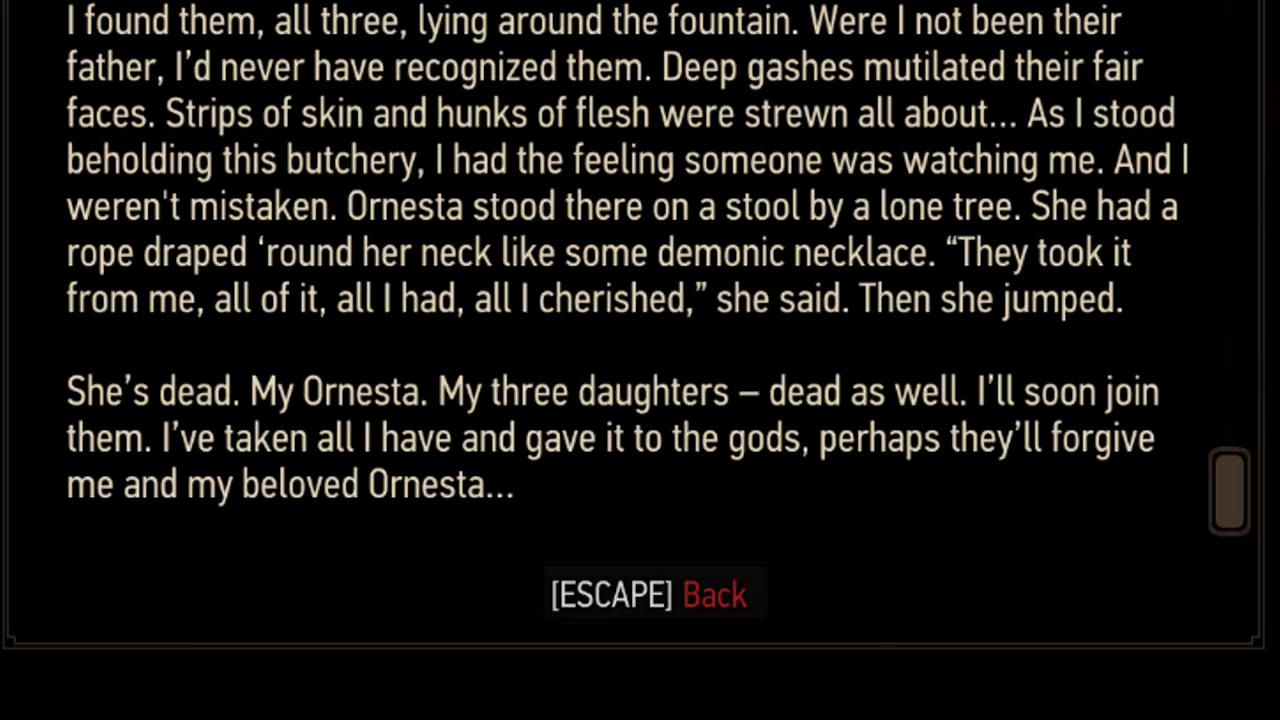 I found them, all three, lying around the fountain. Were I not been their
father, I’d never have recognized them. Deep gashes mutilated their fair
faces. Strips of skin and hunks of flesh were strewn all about... As I stood
beholding this butchery, I had the feeling someone was watching me. And I
weren't mistaken. Ornesta stood there on a stool by a lone tree. She had a
rope draped ‘round her neck like some demonic necklace. “They took it
from me, all of it, all I had, all I cherished,” she said. Then she jumped.
She’s dead. My Ornesta. My three daughters – dead as well. I’ll soon join
them. I’ve taken all I have and gave it to the gods, perhaps they’ll forgive
me and my beloved Ornesta...
[ESCAPE] Back